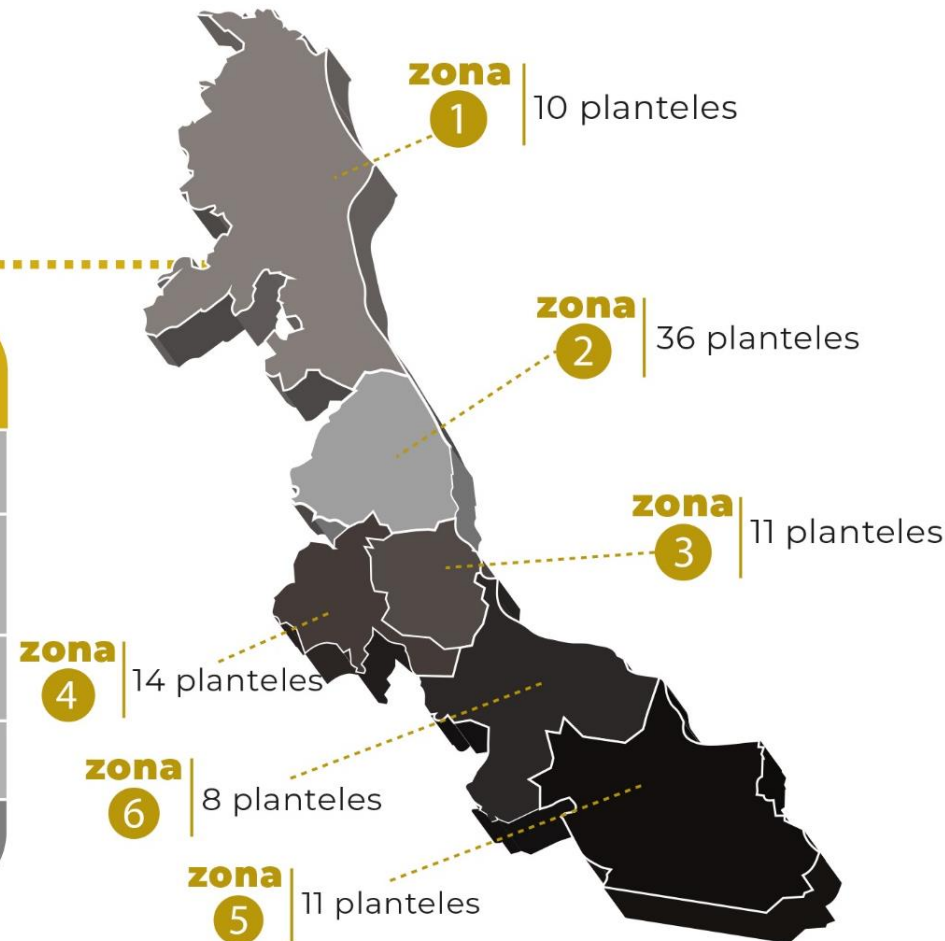 zona
1
10 planteles
zona
2
36 planteles
zona
3
11 planteles
zona
4
14 planteles
zona
6
8 planteles
zona
5
11 planteles